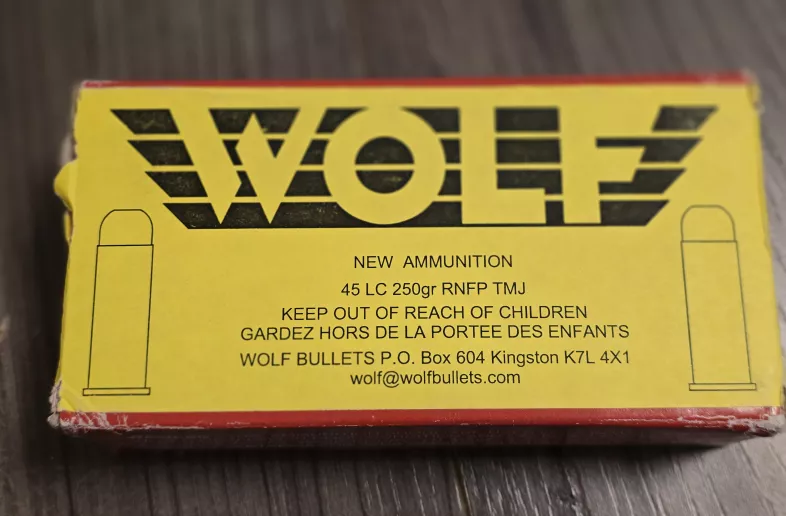 WOLF
NEW AMMUNITION
45 LC 250gr RNFP TMJ
KEEP OUT OF REACH OF CHILDREN
GARDEZ HORS DE LA PORTEE DES ENFANTS
WOLF BULLETS P.O. Box 604 Kingston K7L 4X1
wolf@wolfbullets.com